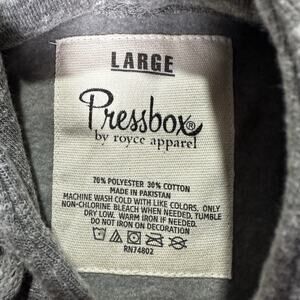 LARGE
Pressbox®
by royce apparel
70% POLYESTER 30% COTTON
MADE IN PAKISTAN
MACHINE WASH COLD WITH LIKE COLORS. ONLY
NON-CHLORINE BLEACH WHEN NEEDED. TUMBLE
DRY LOW. WARM IRON IF NEEDED.
DO NOT IRON ON DECORATION
RN74802